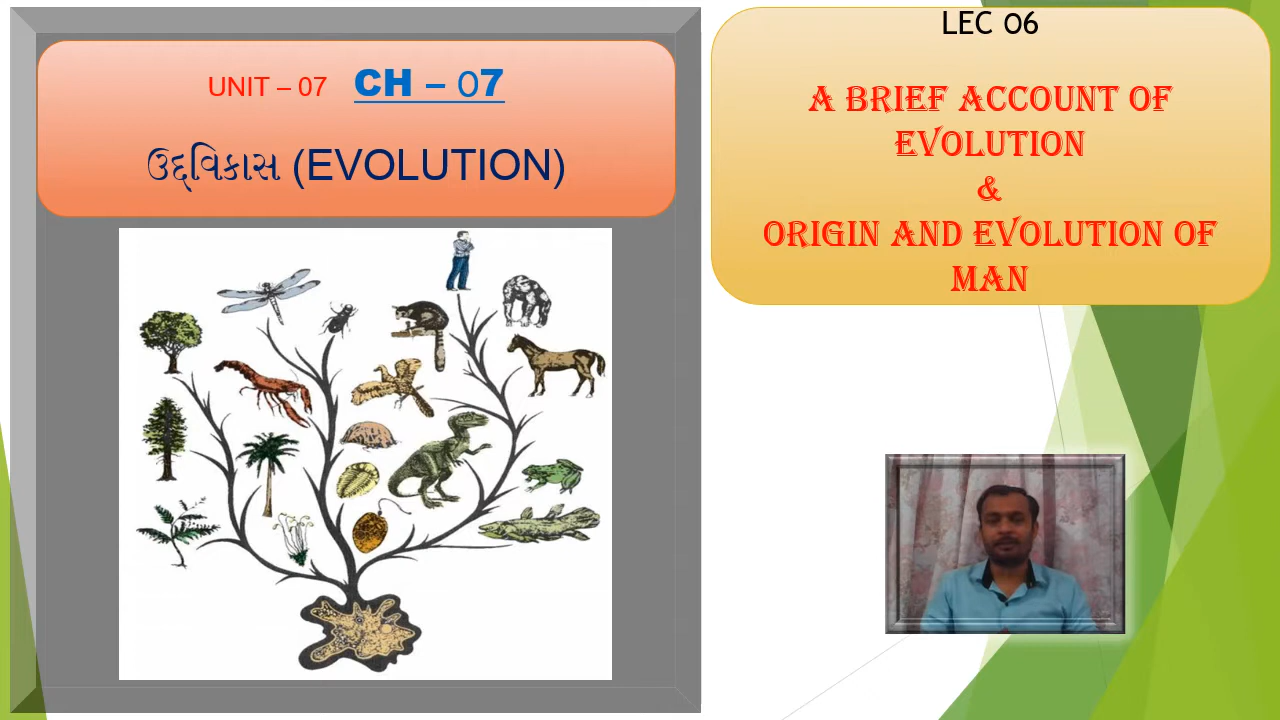 UNIT – 07 CH – 07
ઉદ્‌વિકાસ (EVOLUTION)
LEC 06
A BRIEF ACCOUNT OF
EVOLUTION
&
ORIGIN AND EVOLUTION OF
MAN